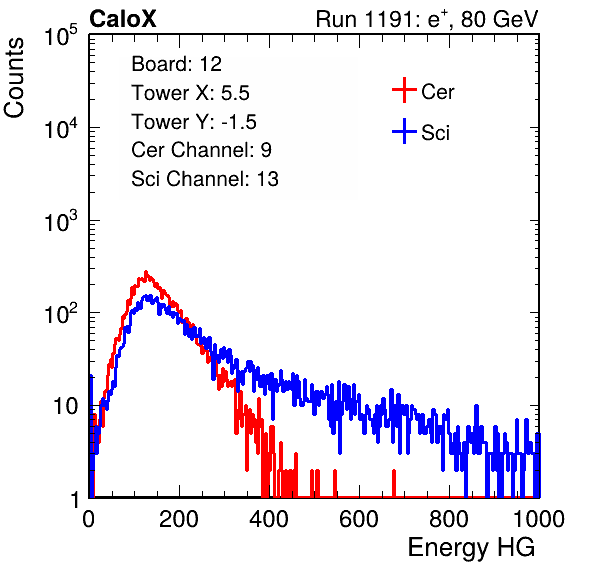 CaloX Run 1191: e⁺, 80 GeV
Counts
Board: 12
Tower X: 5.5
Tower Y: -1.5
Cer Channel: 9
Sci Channel: 13
Cer
Sci
10⁵
10⁴
10³
10²
10
1
0 200 400 600 800 1000
Energy HG